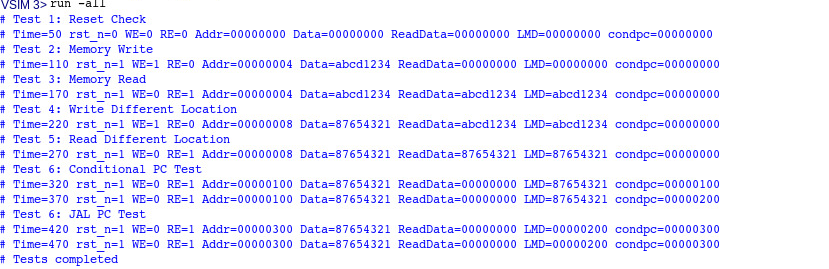 VSIM 3> run -all
# Test 1: Reset Check
# Time=50 rst_n=0 WE=0 RE=0 Addr=00000000 Data=00000000 ReadData=00000000 LMD=00000000 condpc=00000000
# Test 2: Memory Write
# Time=110 rst_n=1 WE=1 RE=0 Addr=00000004 Data=abcd1234 ReadData=00000000 LMD=00000000 condpc=00000000
# Test 3: Memory Read
# Time=170 rst_n=1 WE=0 RE=1 Addr=00000004 Data=abcd1234 ReadData=abcd1234 LMD=abcd1234 condpc=00000000
# Test 4: Write Different Location
# Time=220 rst_n=1 WE=1 RE=0 Addr=00000008 Data=87654321 ReadData=abcd1234 LMD=abcd1234 condpc=00000000
# Test 5: Read Different Location
# Time=270 rst_n=1 WE=0 RE=1 Addr=00000008 Data=87654321 ReadData=87654321 LMD=87654321 condpc=00000000
# Test 6: Conditional PC Test
# Time=320 rst_n=1 WE=0 RE=1 Addr=00000100 Data=87654321 ReadData=00000000 LMD=87654321 condpc=00000100
# Time=370 rst_n=1 WE=0 RE=1 Addr=00000100 Data=87654321 ReadData=00000000 LMD=87654321 condpc=00000200
# Test 6: JAL PC Test
# Time=420 rst_n=1 WE=0 RE=1 Addr=00000300 Data=87654321 ReadData=00000000 LMD=00000200 condpc=00000300
# Time=470 rst_n=1 WE=0 RE=1 Addr=00000300 Data=87654321 ReadData=00000000 LMD=00000200 condpc=00000300
# Tests completed